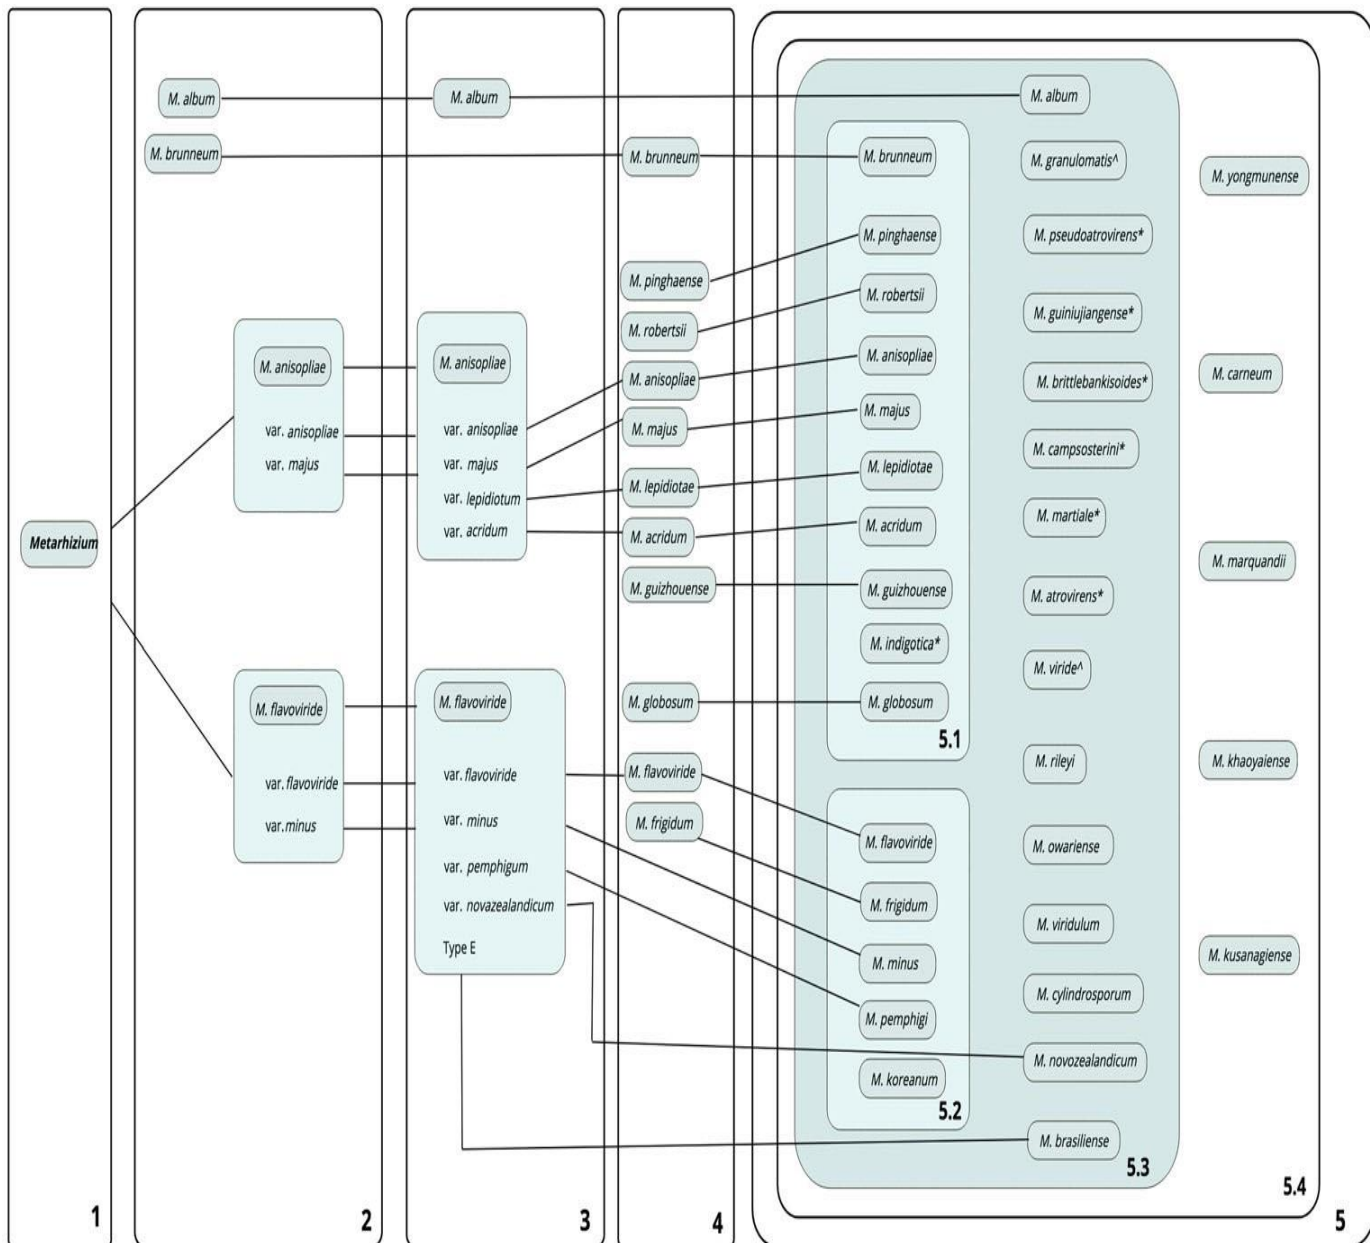 Metarhizium
1
M. album
M. brunneum
M. anisopliae
var. anisopliae
var. majus
M. flavoviride
var. flavoviride
var. minus
2
M. album
M. anisopliae
var. anisopliae
var. majus
var. lepidiotum
var. acridum
M. flavoviride
var. flavoviride
var. minus
var. pemphigum
var. novazealandicum
Type E
3
M. brunneum
M. pinghaense
M. robertsii
M. anisopliae
M. majus
M. lepidiotae
M. acridum
M. guizhouense
M. globosum
M. flavoviride
M. frigidum
4
M. brunneum
M. pinghaense
M. robertsii
M. anisopliae
M. majus
M. lepidiotae
M. acridum
M. guizhouense
M. indigotica*
M. globosum
5.1
M. flavoviride
M. frigidum
M. minus
M. pemphigi
M. koreanum
5.2
M. album
M. granulomatis^
M. pseudoatrovirens*
M. guiniujiangense*
M. brittlebankisoides*
M. campsosterini*
M. martiale*
M. atrovirens*
M. viride^
M. rileyi
M. owariense
M. viridulum
M. cylindrosporum
M. novozealandicum
M. brasiliense
5.3
M. yongmunense
M. carneum
M. marquandii
M. khaoyaiense
M. kusanagiense
5.4
5